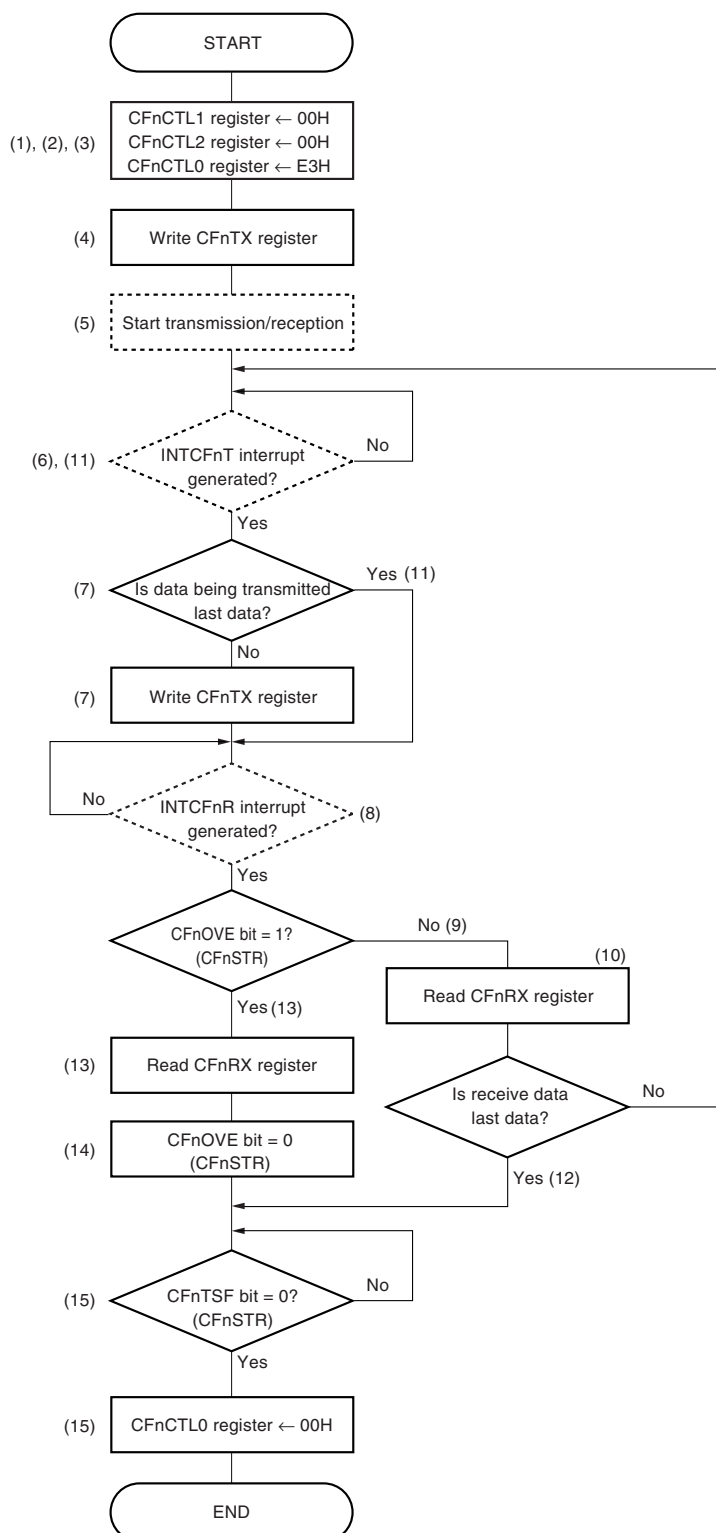 START
(1), (2), (3)
CFnCTL1 register ← 00H
CFnCTL2 register ← 00H
CFnCTL0 register ← E3H
(4)
Write CFnTX register
(5)
Start transmission/reception
(6), (11)
INTCFnT interrupt
generated?
No
Yes
(7)
Is data being transmitted
last data?
Yes (11)
No
(7)
Write CFnTX register
No
INTCFnR interrupt
generated?
(8)
Yes
CFnOVE bit = 1?
(CFnSTR)
No (9)
(10)
Read CFnRX register
Yes (13)
(13)
Read CFnRX register
Is receive data
last data?
No
(14)
CFnOVE bit = 0
(CFnSTR)
Yes (12)
(15)
CFnTSF bit = 0?
(CFnSTR)
No
Yes
(15)
CFnCTL0 register ← 00H
END